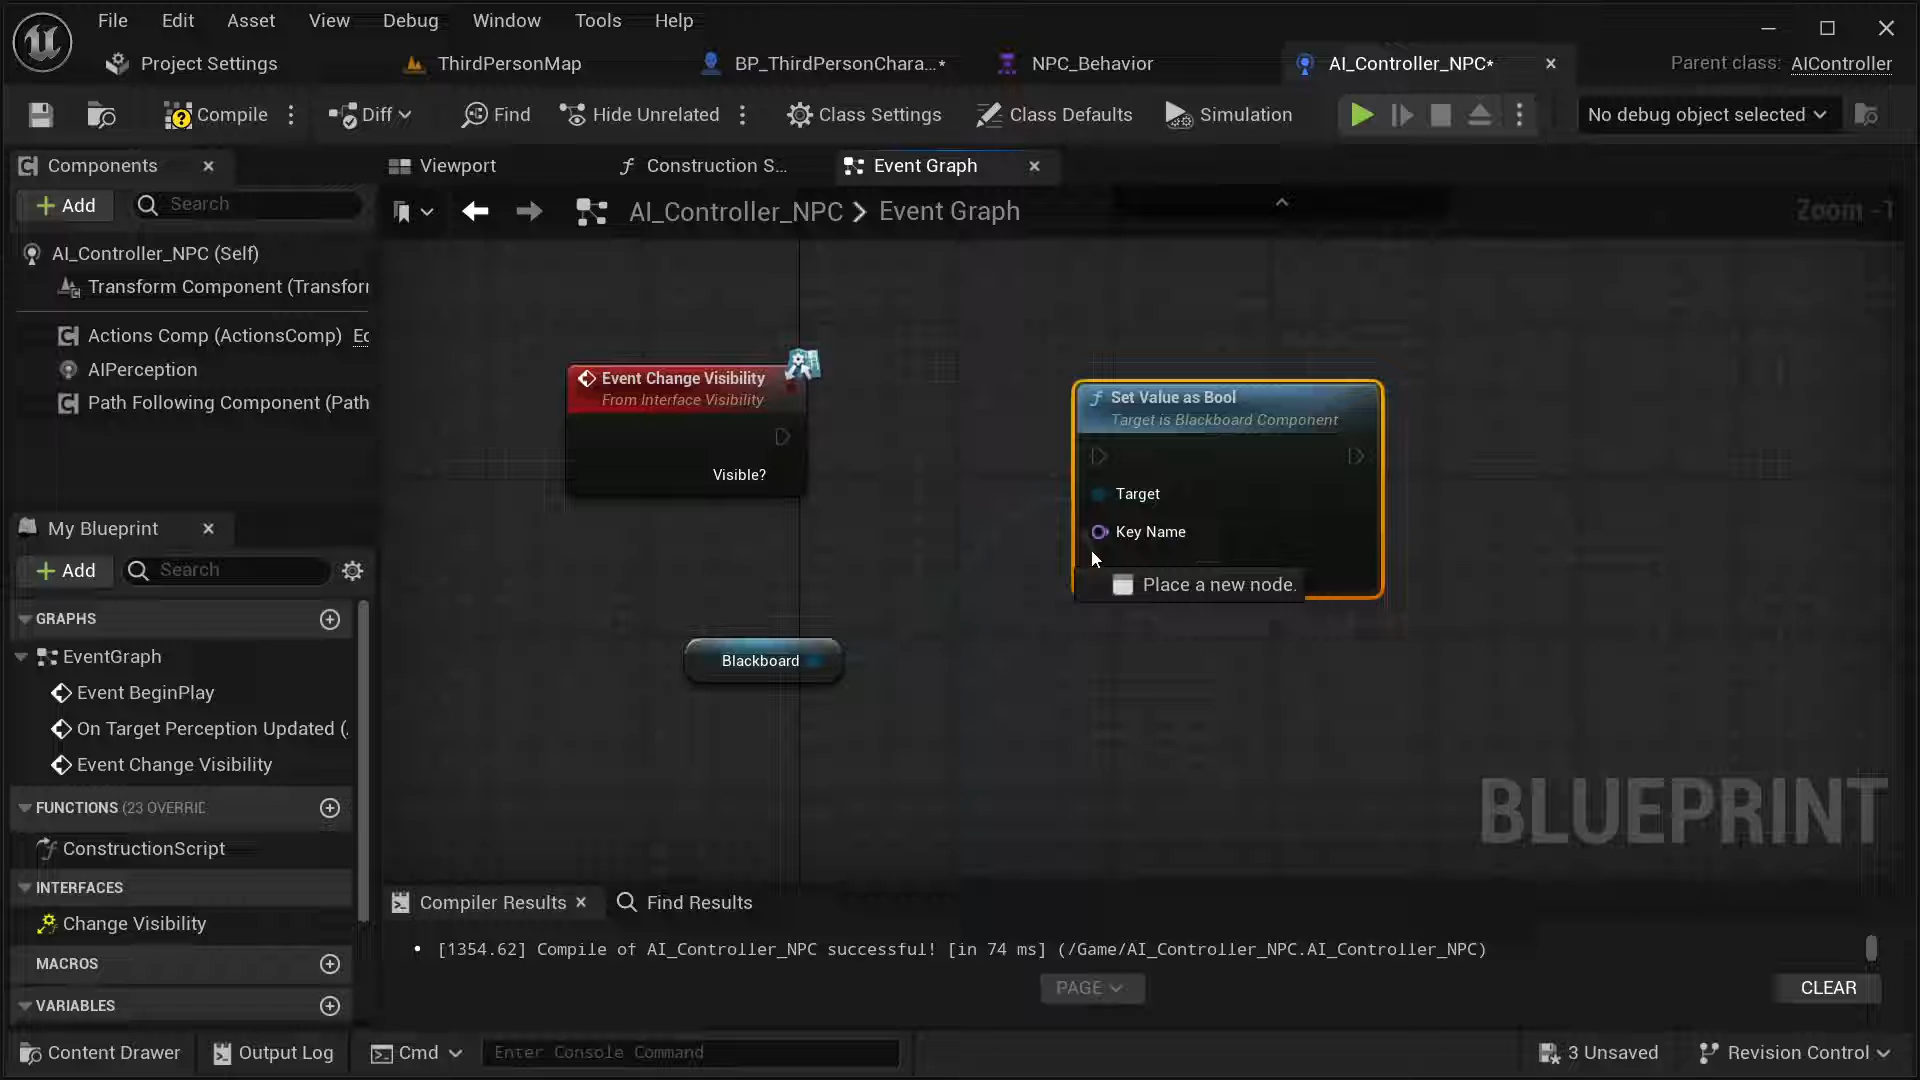 File Edit Asset View Debug Window Tools Help
Project Settings ThirdPersonMap BP_ThirdPersonChara...* NPC_Behavior AI_Controller_NPC* Parent class: AIController
Compile Diff Find Hide Unrelated Class Settings Class Defaults Simulation No debug object selected
Components Viewport Construction S... Event Graph
Add Search
AI_Controller_NPC > Event Graph Zoom -1
AI_Controller_NPC (Self)
Transform Component (Transfor
Actions Comp (ActionsComp) Ed
AIPerception
Path Following Component (Path
Event Change Visibility
From Interface Visibility
Visible?
Set Value as Bool
Target is Blackboard Component
Target
Key Name
Place a new node.
Blackboard
BLUEPRINT
My Blueprint
Add Search
GRAPHS
EventGraph
Event BeginPlay
On Target Perception Updated (
Event Change Visibility
FUNCTIONS (23 OVERRID
ConstructionScript
INTERFACES
Change Visibility
MACROS
VARIABLES
Compiler Results Find Results
[1354.62] Compile of AI_Controller_NPC successful! [in 74 ms] (/Game/AI_Controller_NPC.AI_Controller_NPC)
PAGE CLEAR
Content Drawer Output Log Cmd Enter Console Command 3 Unsaved Revision Control